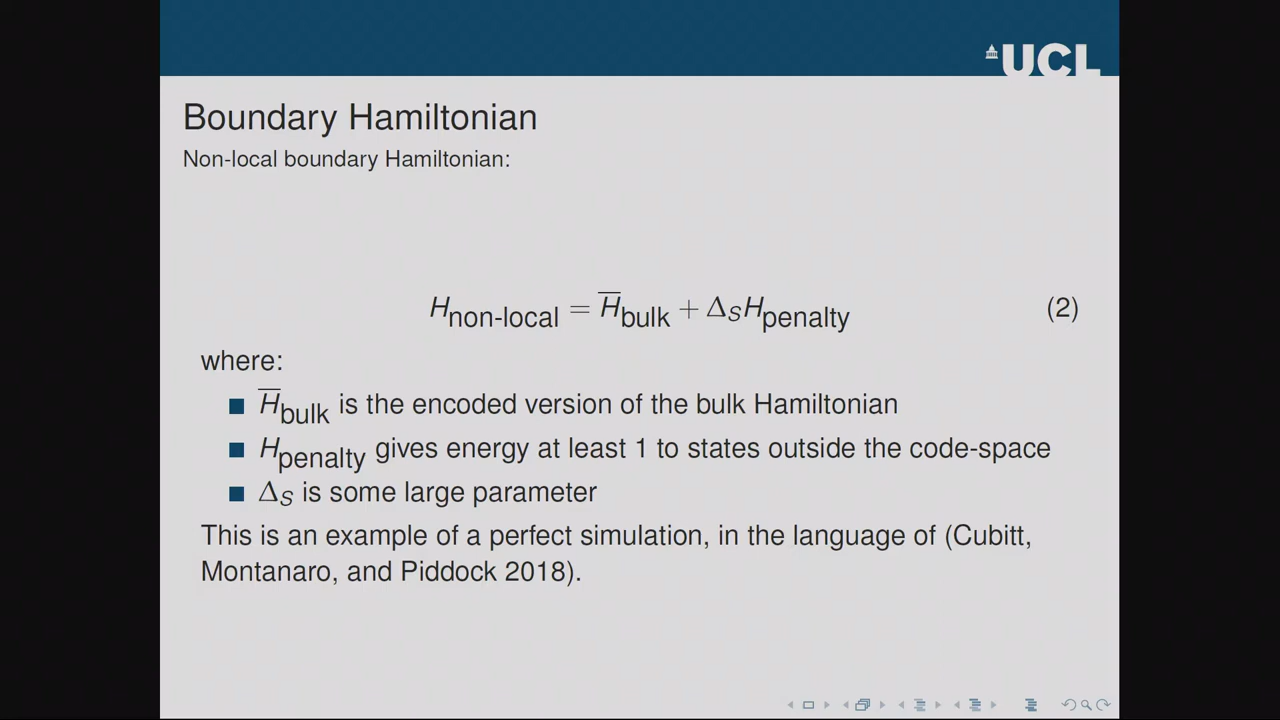 UCL
Boundary Hamiltonian
Non-local boundary Hamiltonian:
H_non-local = H̅_bulk + Δ_S H_penalty (2)
where:
H̅_bulk is the encoded version of the bulk Hamiltonian
H_penalty gives energy at least 1 to states outside the code-space
Δ_S is some large parameter
This is an example of a perfect simulation, in the language of (Cubitt,
Montanaro, and Piddock 2018).